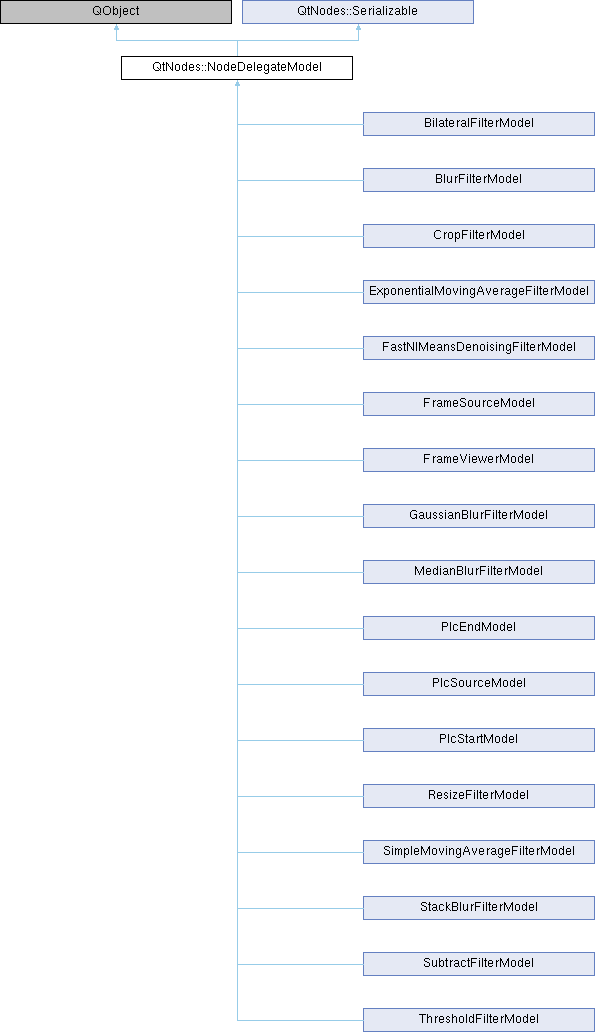 QObject
QtNodes::Serializable
QtNodes::NodeDelegateModel
BilateralFilterModel
BlurFilterModel
CropFilterModel
ExponentialMovingAverageFilterModel
FastNlMeansDenoisingFilterModel
FrameSourceModel
FrameViewerModel
GaussianBlurFilterModel
MedianBlurFilterModel
PlcEndModel
PlcSourceModel
PlcStartModel
ResizeFilterModel
SimpleMovingAverageFilterModel
StackBlurFilterModel
SubtractFilterModel
ThresholdFilterModel